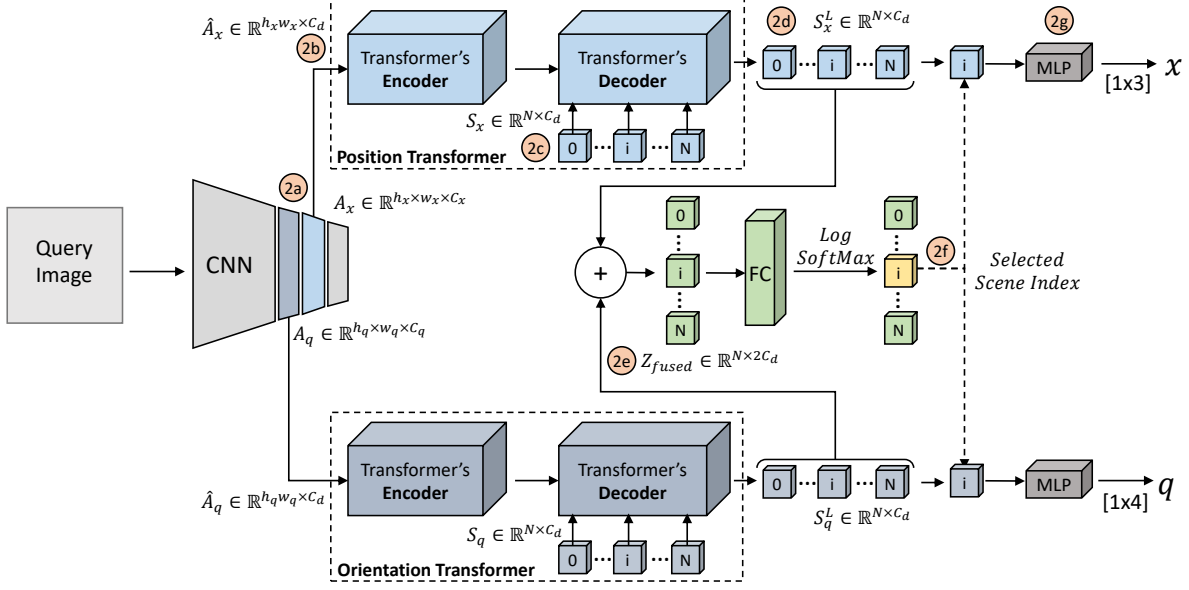 Â_x ∈ ℝ^{h_x w_x × C_d}
2b
Transformer's
Encoder
Transformer's
Decoder
2d
S_x^L ∈ ℝ^{N×C_d}
0 ... i ... N
i
2g
MLP
[1x3]
x
S_x ∈ ℝ^{N×C_d}
2c
0 ... i ... N
Position Transformer
Query
Image
CNN
2a
A_x ∈ ℝ^{h_x×w_x×C_x}
A_q ∈ ℝ^{h_q×w_q×C_q}
+
0
i
N
FC
Log
SoftMax
0
i
N
2f
Selected
Scene Index
2e
Z_{fused} ∈ ℝ^{N×2C_d}
Â_q ∈ ℝ^{h_q w_q × C_d}
Transformer's
Encoder
Transformer's
Decoder
S_q ∈ ℝ^{N×C_d}
0 ... i ... N
Orientation Transformer
0 ... i ... N
S_q^L ∈ ℝ^{N×C_d}
i
MLP
[1x4]
q